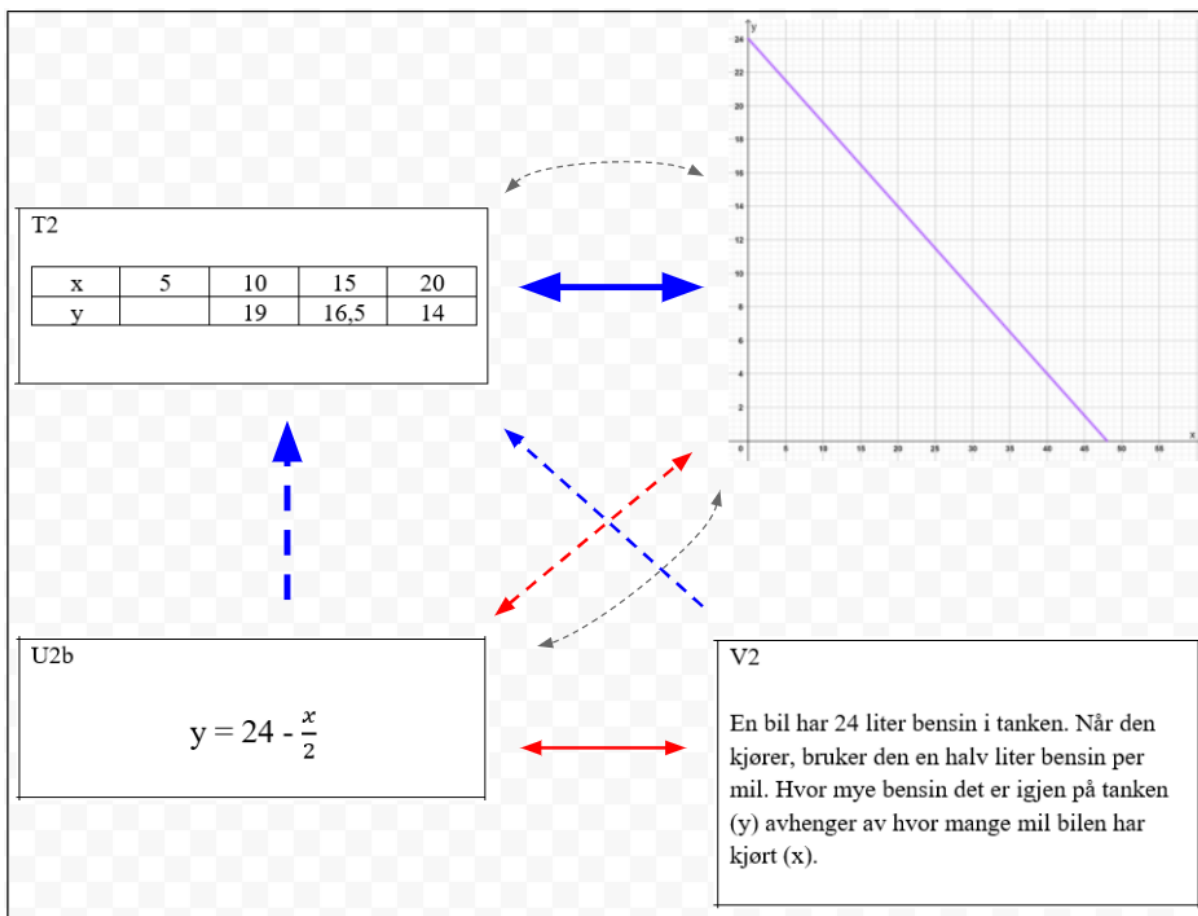 y
24
22
20
18
16
14
12
10
8
6
4
2
0 5 10 15 20 25 30 35 40 45 50 55
x
T2
x 5 10 15 20
y 19 16,5 14
U2b
y = 24 - x/2
V2
En bil har 24 liter bensin i tanken. Når den
kjører, bruker den en halv liter bensin per
mil. Hvor mye bensin det er igjen på tanken
(y) avhenger av hvor mange mil bilen har
kjørt (x).